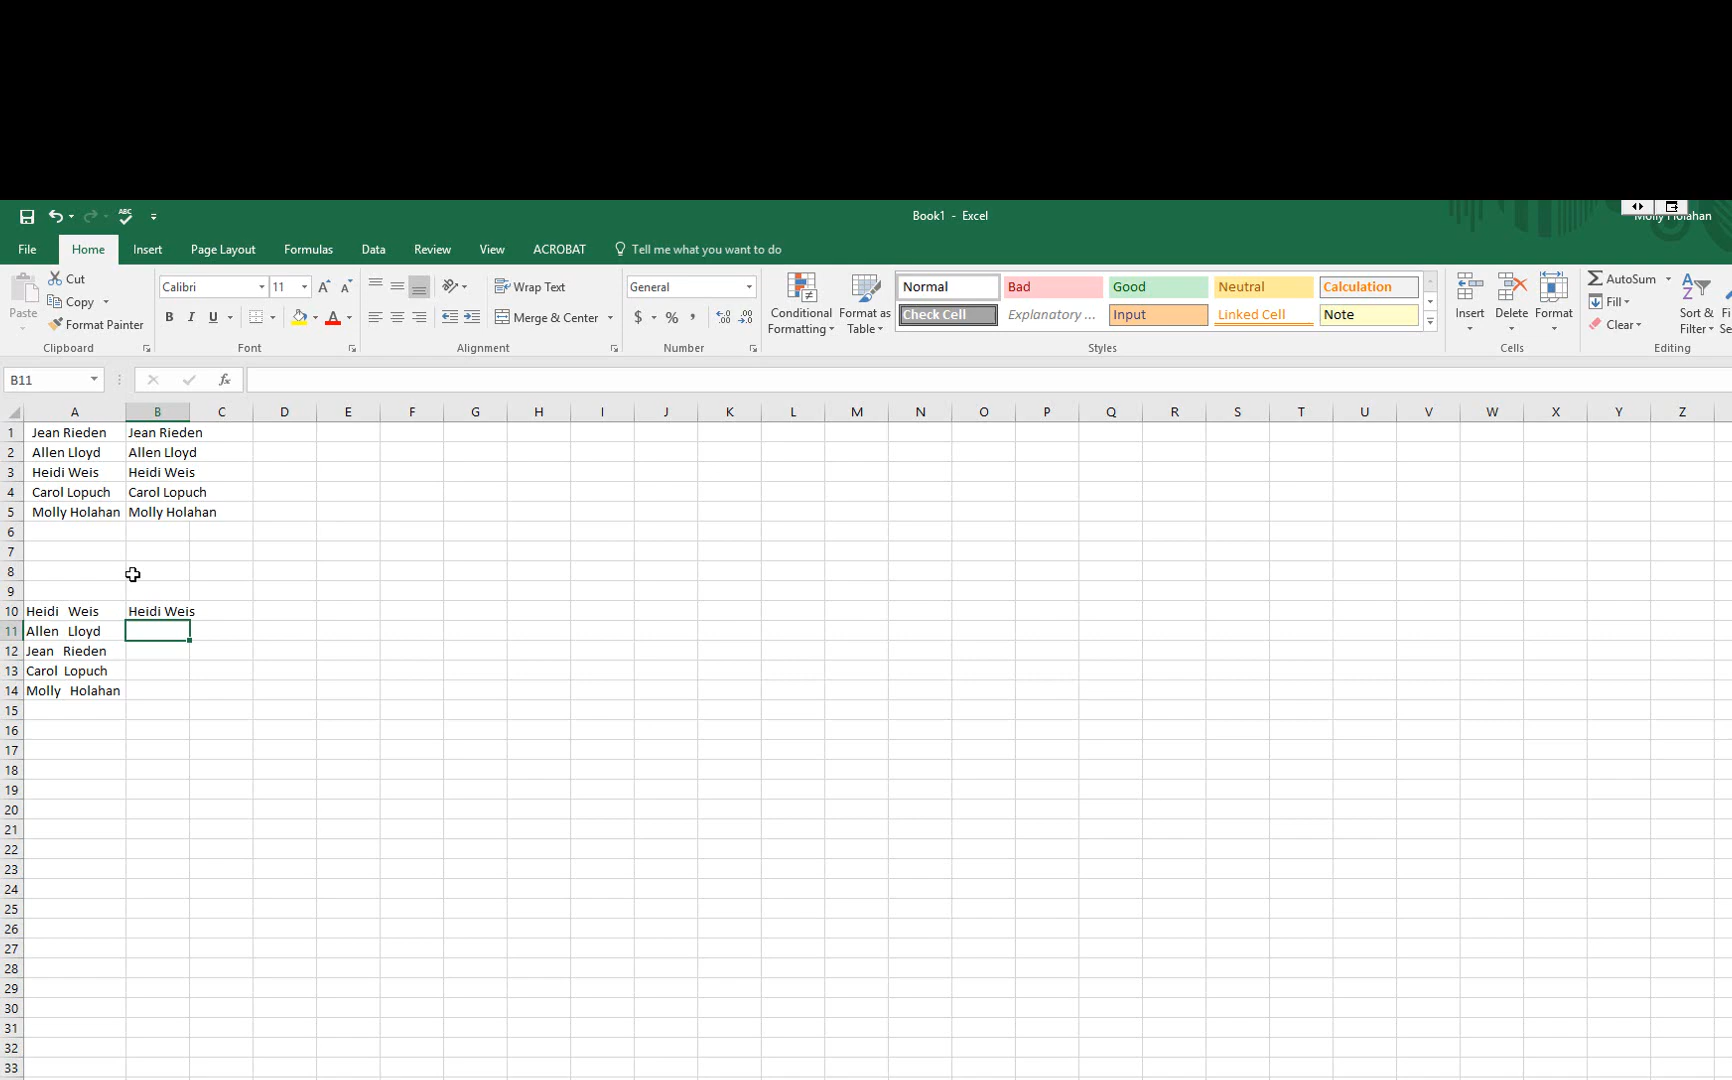 Book1 - Excel
File Home Insert Page Layout Formulas Data Review View ACROBAT Tell me what you want to do
Cut
Copy
Format Painter
Paste
Clipboard
Calibri 11
B I U
Font
Wrap Text
Merge & Center
Alignment
General
$ % ,
Number
Conditional Formatting
Format as Table
Normal Bad Good Neutral Calculation
Check Cell Explanatory ... Input Linked Cell Note
Styles
Insert Delete Format
Cells
AutoSum
Fill
Clear
Sort & Filter
Editing
B11 fx
A B C D E F G H I J K L M N O P Q R S T U V W X Y Z
1 Jean Rieden Jean Rieden
2 Allen Lloyd Allen Lloyd
3 Heidi Weis Heidi Weis
4 Carol Lopuch Carol Lopuch
5 Molly Holahan Molly Holahan
6
7
8
9
10 Heidi   Weis Heidi Weis
11 Allen   Lloyd
12 Jean   Rieden
13 Carol  Lopuch
14 Molly   Holahan
15
16
17
18
19
20
21
22
23
24
25
26
27
28
29
30
31
32
33